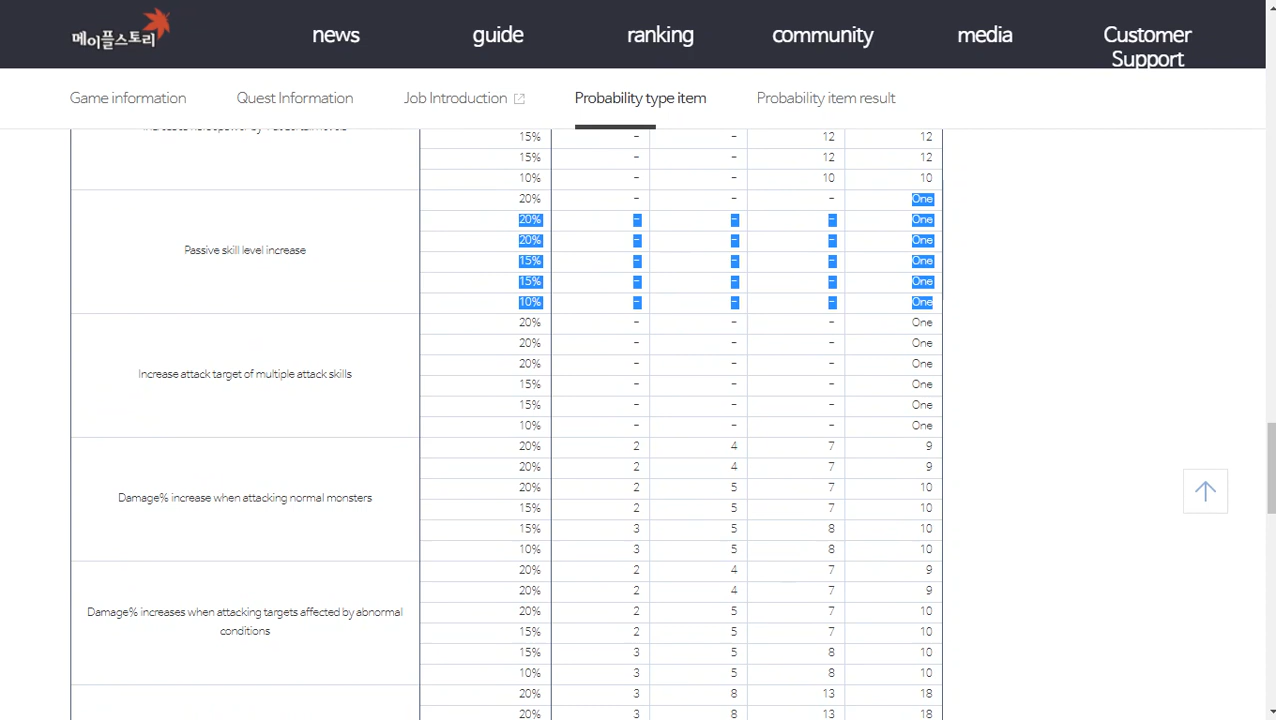 메이플스토리
news guide ranking community media Customer Support
Game information Quest Information Job Introduction Probability type item Probability item result
15% - - 12 12
15% - - 12 12
10% - - 10 10
Passive skill level increase
20% - - - One
20% - - - One
20% - - - One
15% - - - One
15% - - - One
10% - - - One
Increase attack target of multiple attack skills
20% - - - One
20% - - - One
20% - - - One
15% - - - One
15% - - - One
10% - - - One
Damage% increase when attacking normal monsters
20% 2 4 7 9
20% 2 4 7 9
20% 2 5 7 10
15% 2 5 7 10
15% 3 5 8 10
10% 3 5 8 10
Damage% increases when attacking targets affected by abnormal
conditions
20% 2 4 7 9
20% 2 4 7 9
20% 2 5 7 10
15% 2 5 7 10
15% 3 5 8 10
10% 3 5 8 10
20% 3 8 13 18
20% 3 8 13 18